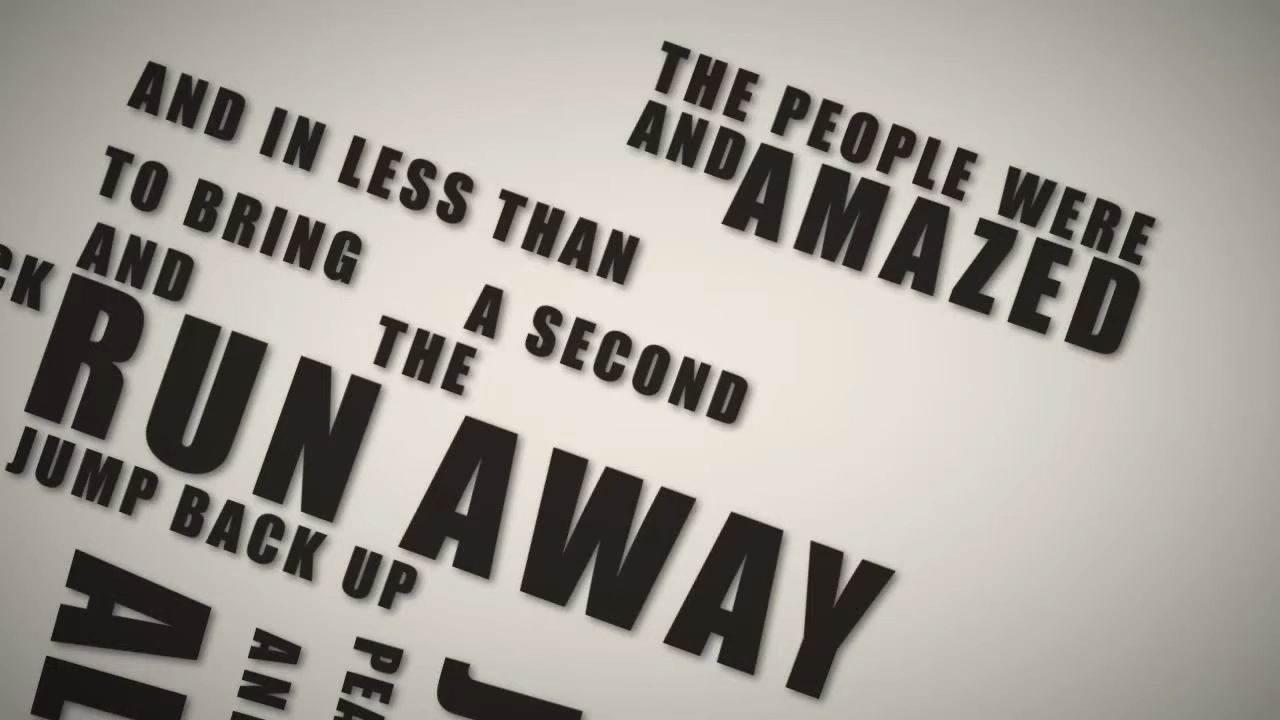 THE PEOPLE WERE
AND AMAZED
AND IN LESS THAN
A SECOND
TO BRING
THE
AND
RUN AWAY
JUMP BACK UP